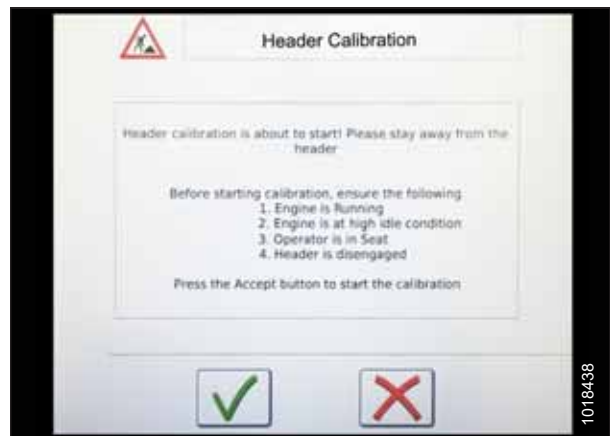 Header Calibration
Header calibration is about to start! Please stay away from the
header
Before starting calibration, ensure the following
1. Engine is Running
2. Engine is at high idle condition
3. Operator is in Seat
4. Header is disengaged
Press the Accept button to start the calibration
1018438